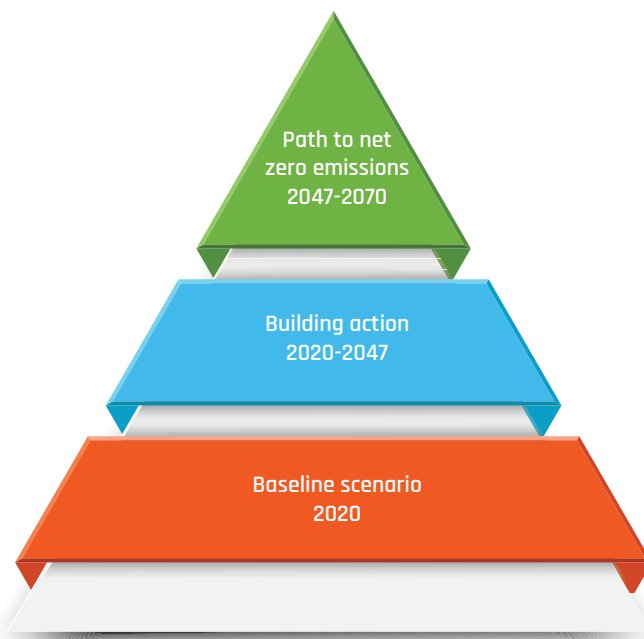 Path to net
zero emissions
2047-2070
Building action
2020-2047
Baseline scenario
2020